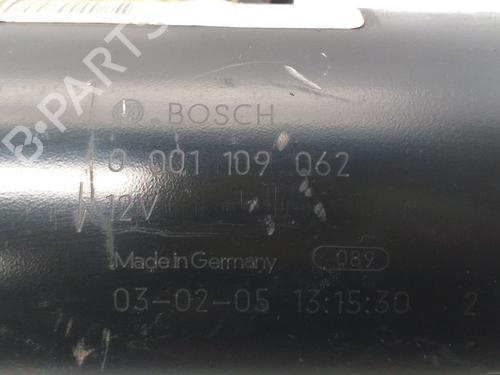 B-PARTS
BOSCH
0 001 109 062
12V
Made in Germany 089
03-02-05 13:15:30 2